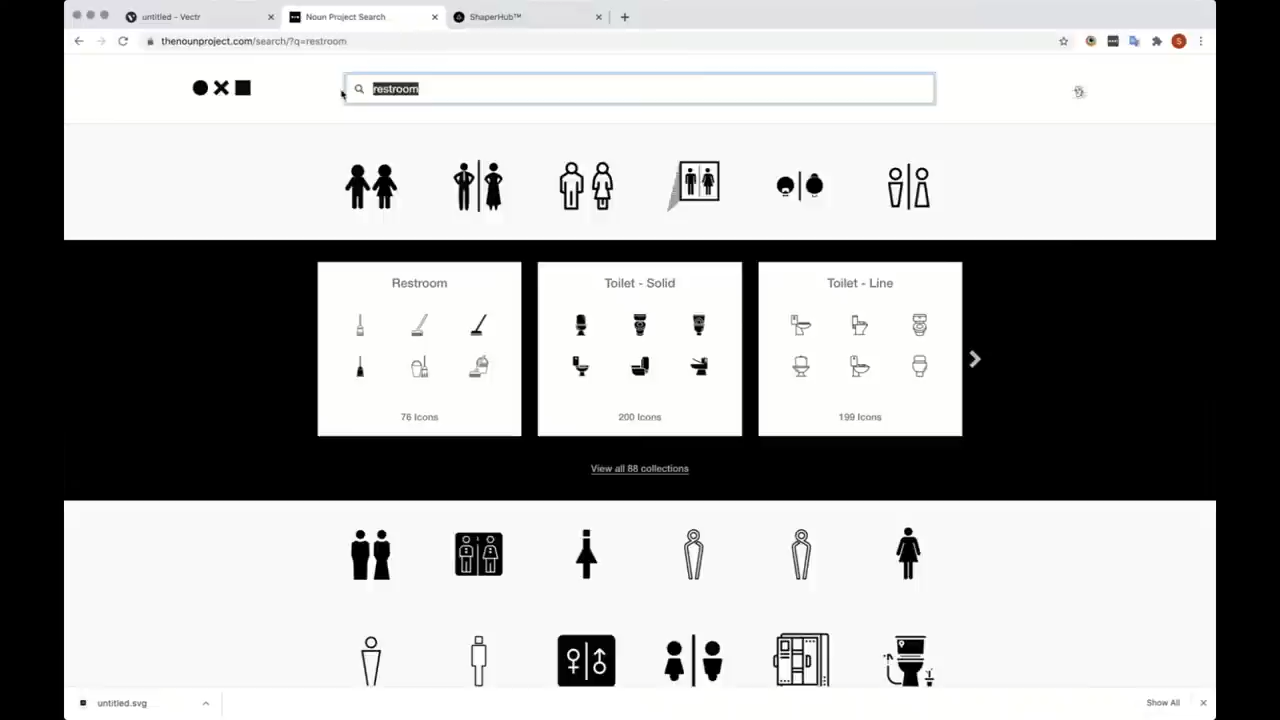 untitled - Vectr
Noun Project Search
ShaperHub™
thenounproject.com/search/?q=restroom
S
restroom
Restroom
Toilet - Solid
Toilet - Line
76 Icons
200 Icons
199 Icons
View all 88 collections
untitled.svg
Show All